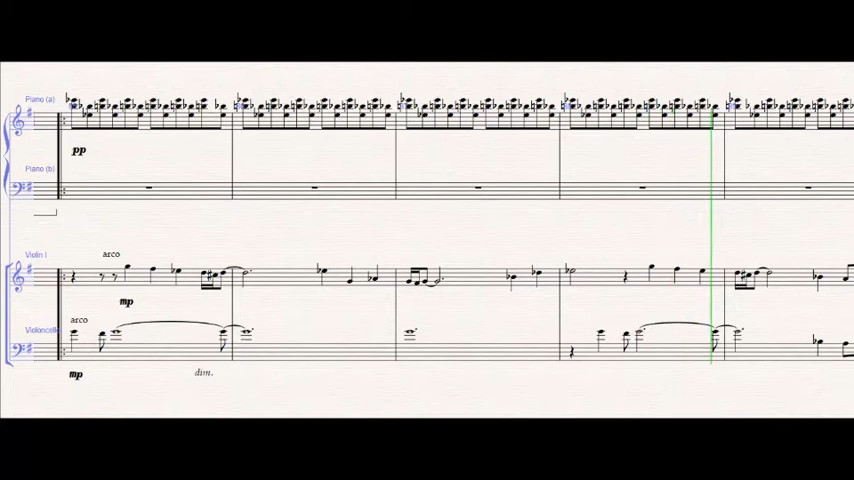 Piano (a)
pp
Piano (b)
Violin I
arco
mp
arco
Violoncello
mp
dim.